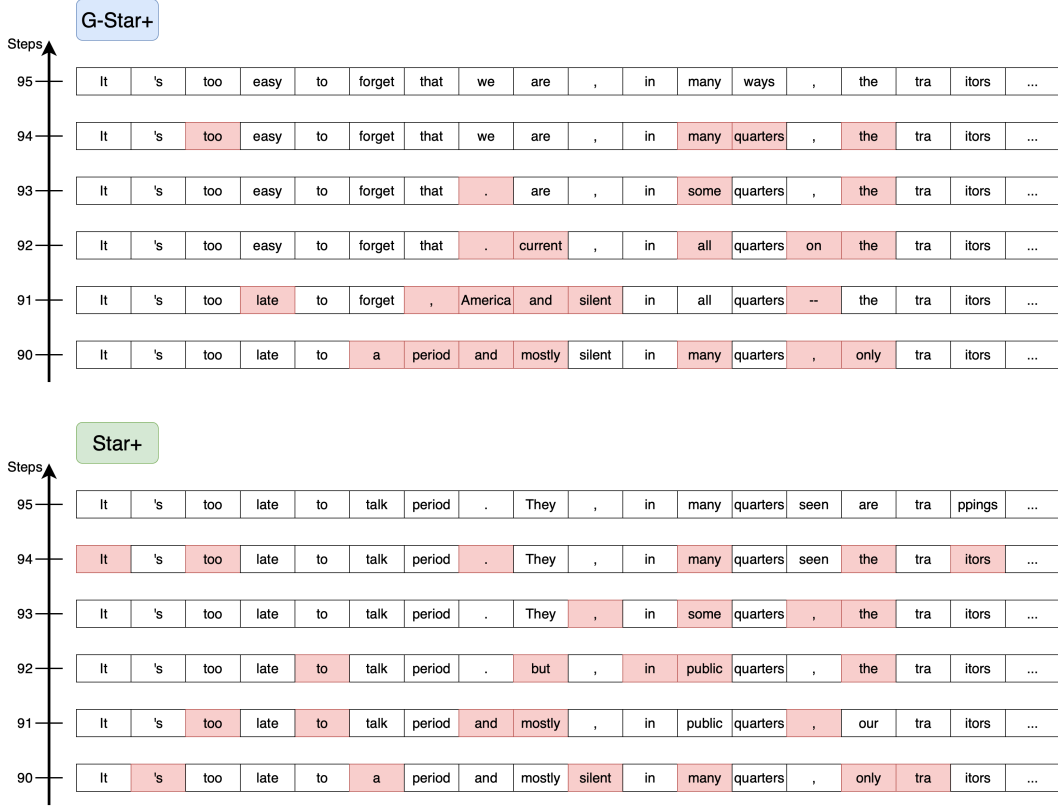 G-Star+
Steps
95 It 's too easy to forget that we are , in many ways , the tra itors ...
94 It 's too easy to forget that we are , in many quarters , the tra itors ...
93 It 's too easy to forget that . are , in some quarters , the tra itors ...
92 It 's too easy to forget that . current , in all quarters on the tra itors ...
91 It 's too late to forget , America and silent in all quarters -- the tra itors ...
90 It 's too late to a period and mostly silent in many quarters , only tra itors ...
Star+
Steps
95 It 's too late to talk period . They , in many quarters seen are tra ppings ...
94 It 's too late to talk period . They , in many quarters seen the tra itors ...
93 It 's too late to talk period . They , in some quarters , the tra itors ...
92 It 's too late to talk period . but , in public quarters , the tra itors ...
91 It 's too late to talk period and mostly , in public quarters , our tra itors ...
90 It 's too late to a period and mostly silent in many quarters , only tra itors ...